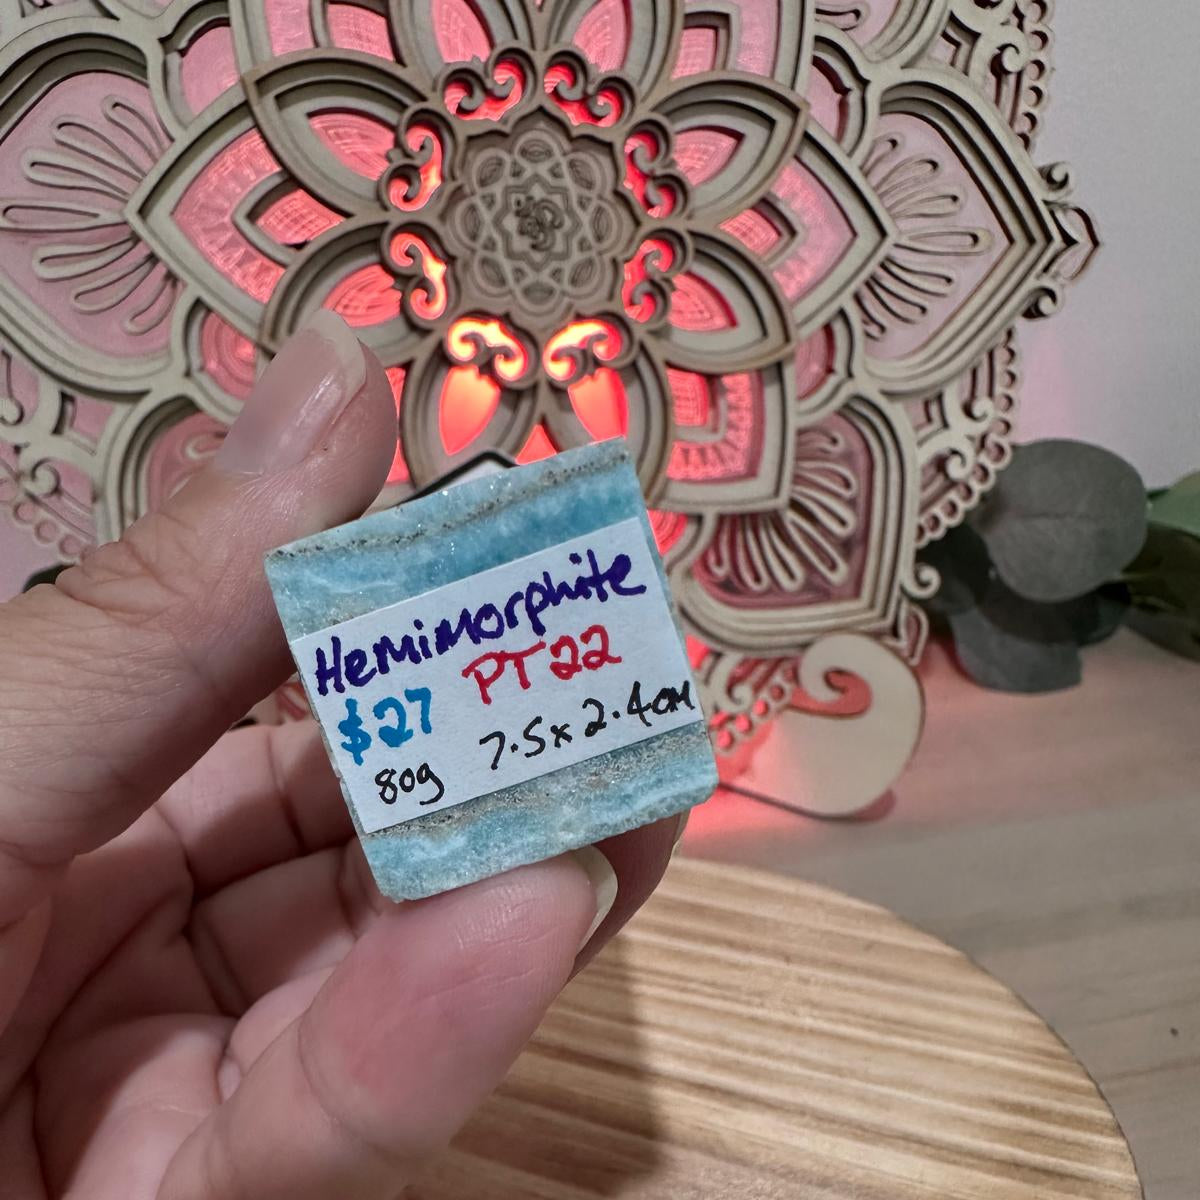 Hemimorphite
$27 PT22
80g 7.5x2.4cm